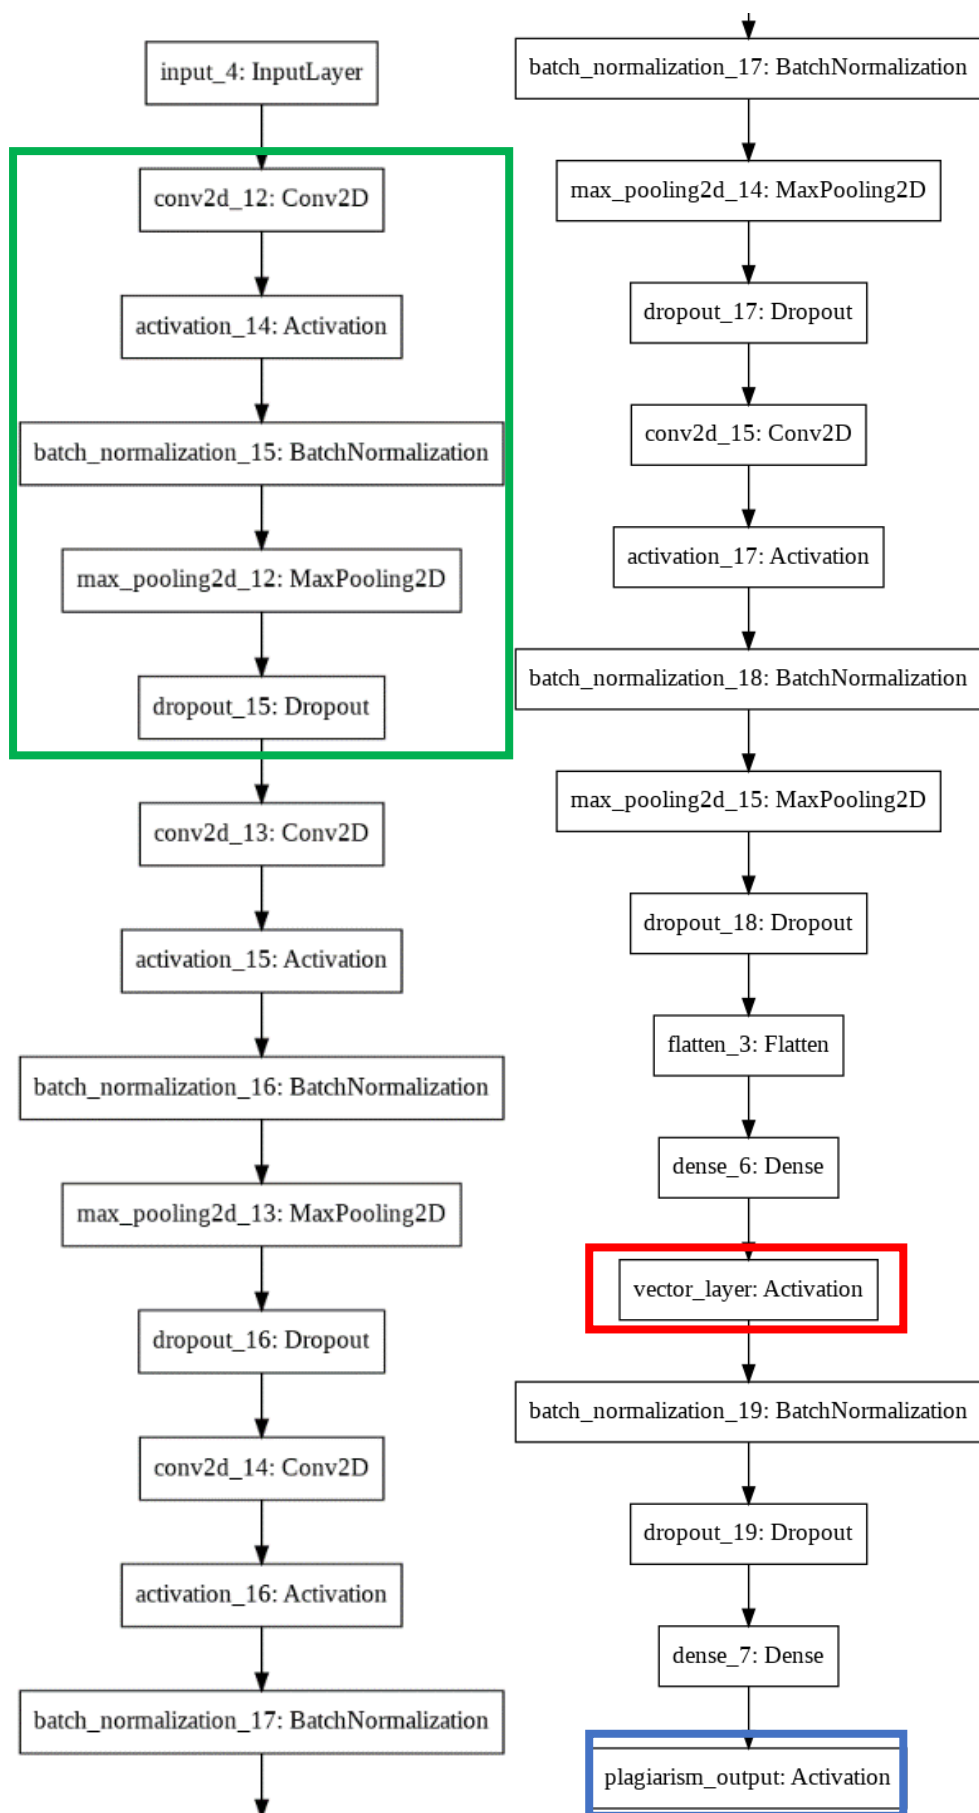 input_4: InputLayer
conv2d_12: Conv2D
activation_14: Activation
batch_normalization_15: BatchNormalization
max_pooling2d_12: MaxPooling2D
dropout_15: Dropout
conv2d_13: Conv2D
activation_15: Activation
batch_normalization_16: BatchNormalization
max_pooling2d_13: MaxPooling2D
dropout_16: Dropout
conv2d_14: Conv2D
activation_16: Activation
batch_normalization_17: BatchNormalization
batch_normalization_17: BatchNormalization
max_pooling2d_14: MaxPooling2D
dropout_17: Dropout
conv2d_15: Conv2D
activation_17: Activation
batch_normalization_18: BatchNormalization
max_pooling2d_15: MaxPooling2D
dropout_18: Dropout
flatten_3: Flatten
dense_6: Dense
vector_layer: Activation
batch_normalization_19: BatchNormalization
dropout_19: Dropout
dense_7: Dense
plagiarism_output: Activation